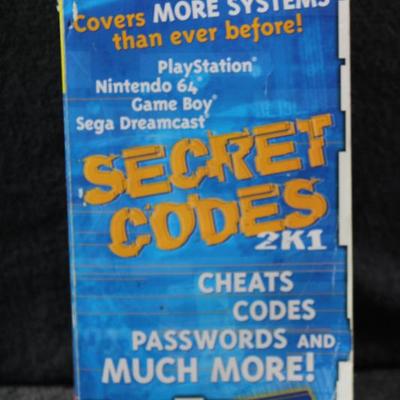 Covers MORE SYSTEMS
than ever before!
PlayStation®
Nintendo 64®
Game Boy®
Sega Dreamcast®
SECRET
CODES
2K1
CHEATS
CODES
PASSWORDS AND
MUCH MORE!